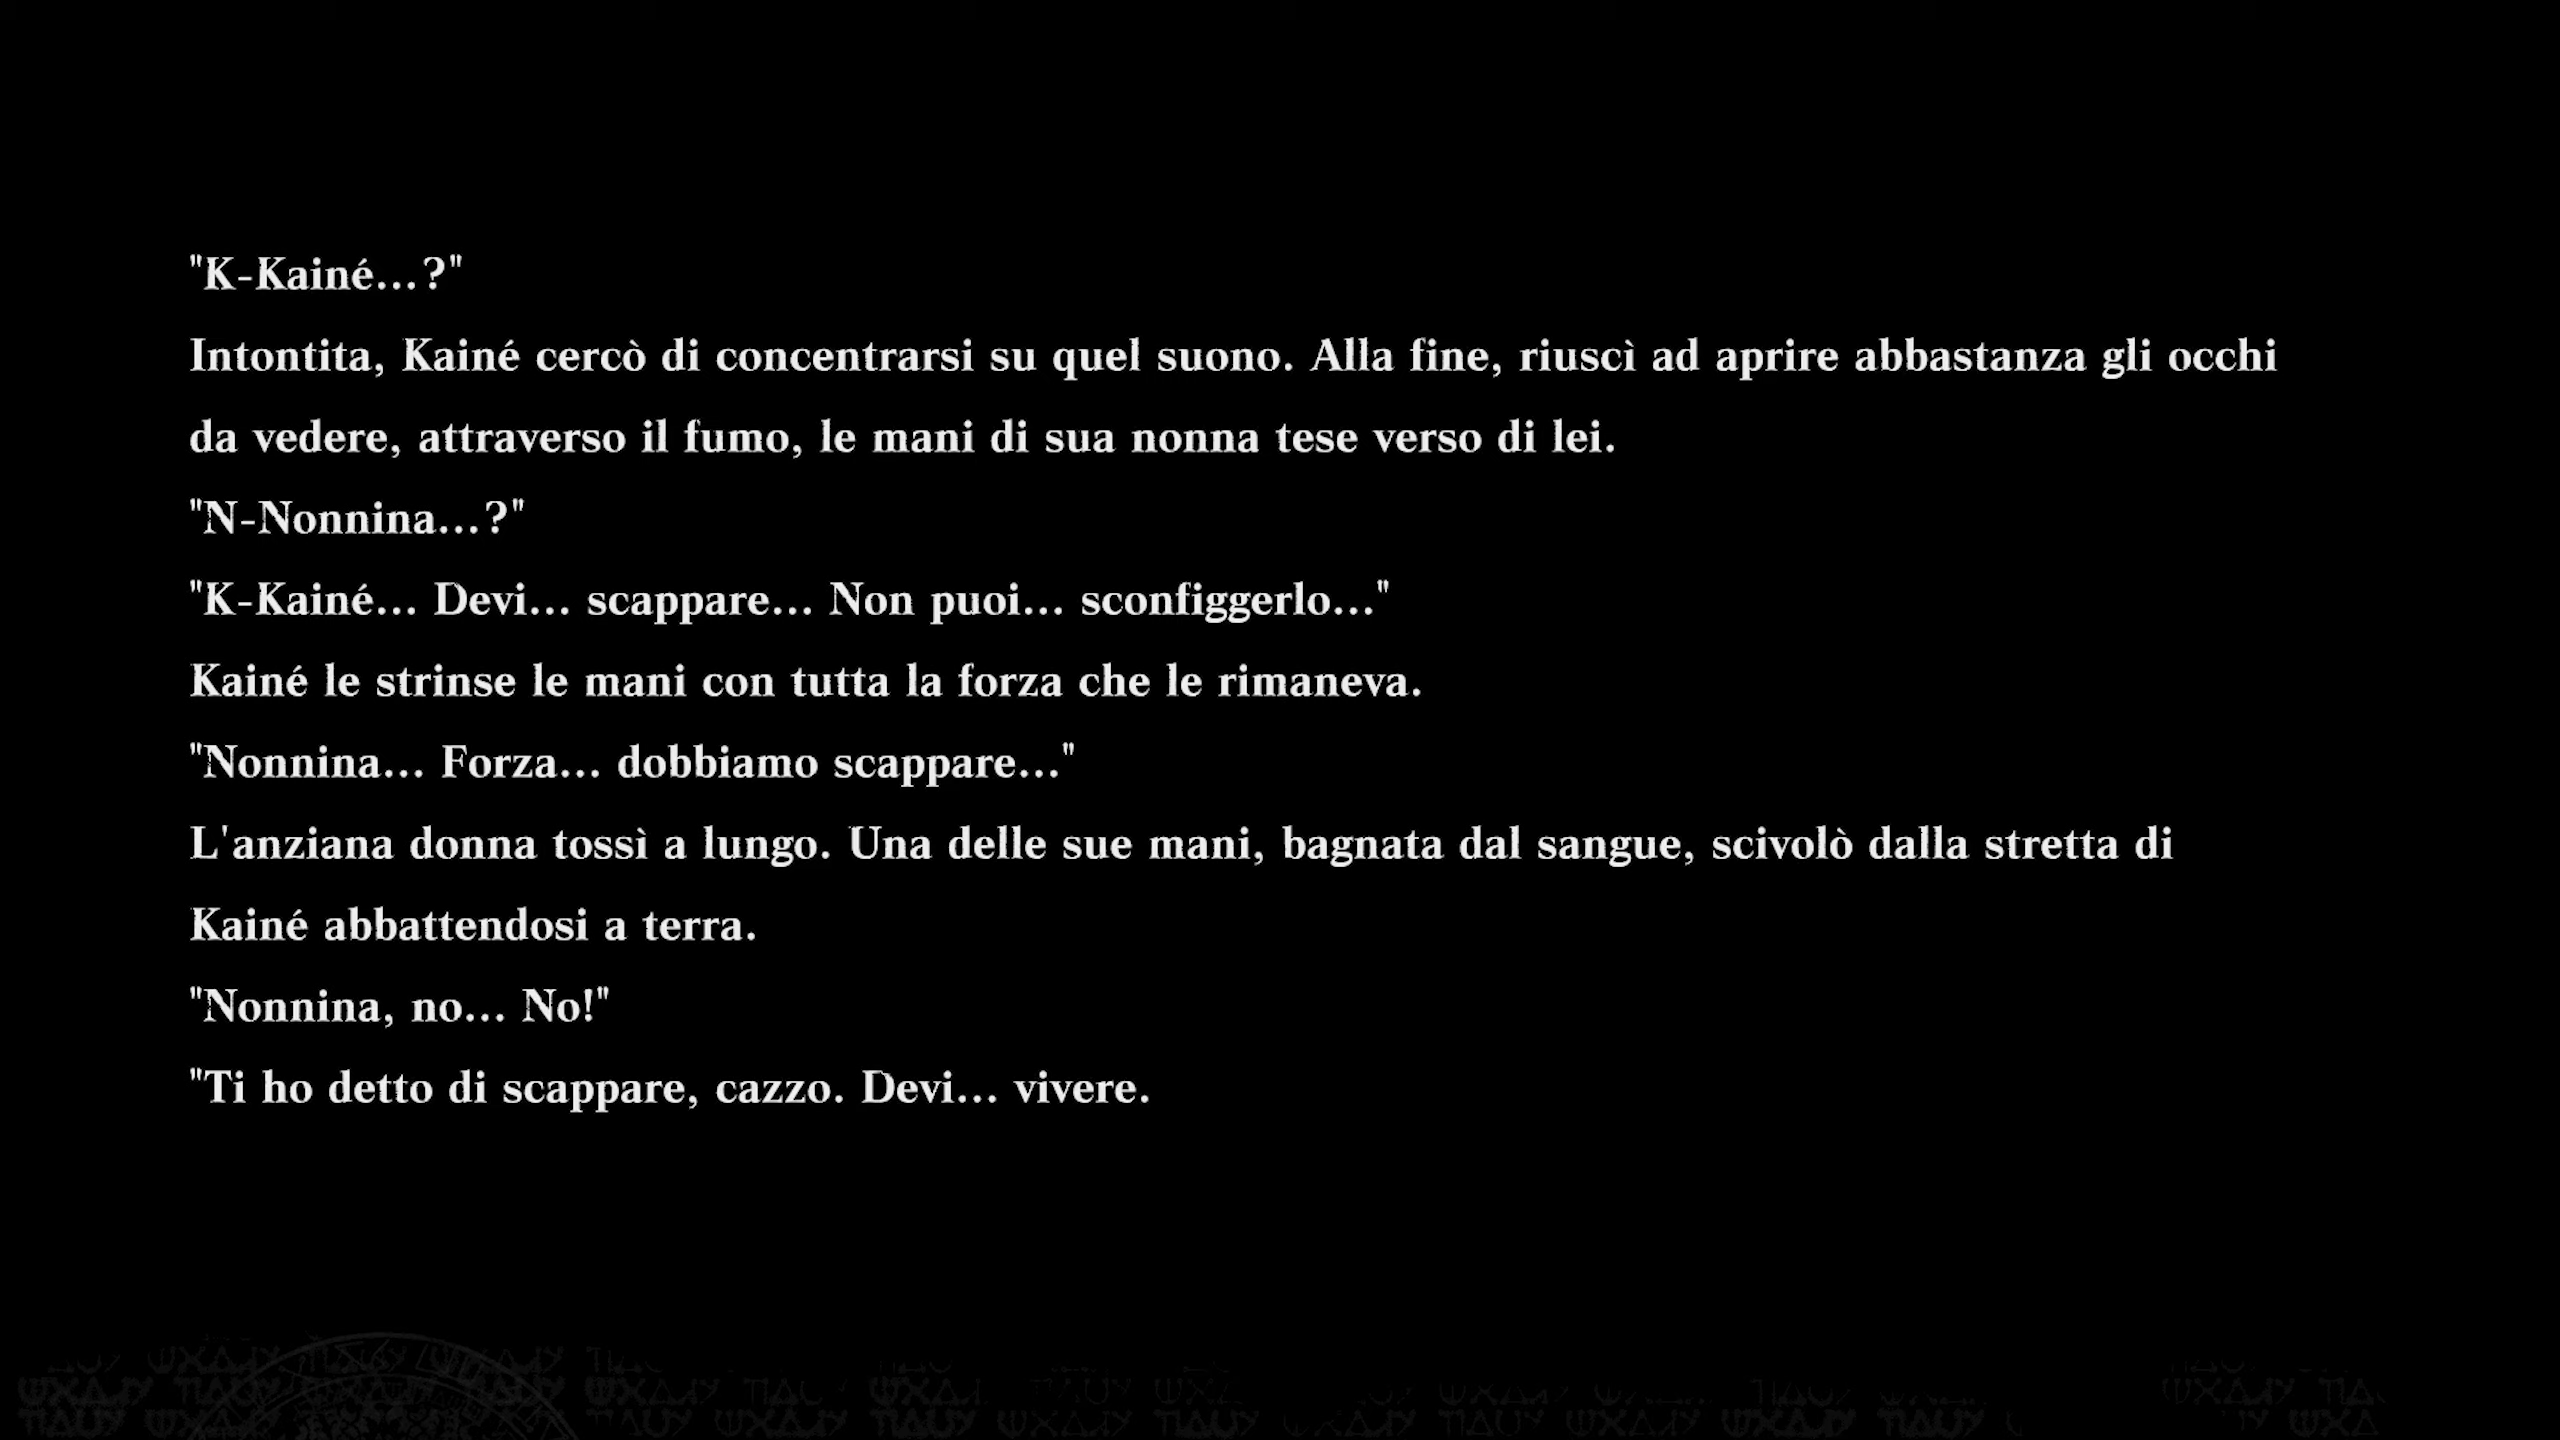 "K-Kainé...?"
Intontita, Kainé cercò di concentrarsi su quel suono. Alla fine, riuscì ad aprire abbastanza gli occhi
da vedere, attraverso il fumo, le mani di sua nonna tese verso di lei.
"N-Nonnina...?"
"K-Kainé... Devi... scappare... Non puoi... sconfiggerlo..."
Kainé le strinse le mani con tutta la forza che le rimaneva.
"Nonnina... Forza... dobbiamo scappare..."
L'anziana donna tossì a lungo. Una delle sue mani, bagnata dal sangue, scivolò dalla stretta di
Kainé abbattendosi a terra.
"Nonnina, no... No!"
"Ti ho detto di scappare, cazzo. Devi... vivere.